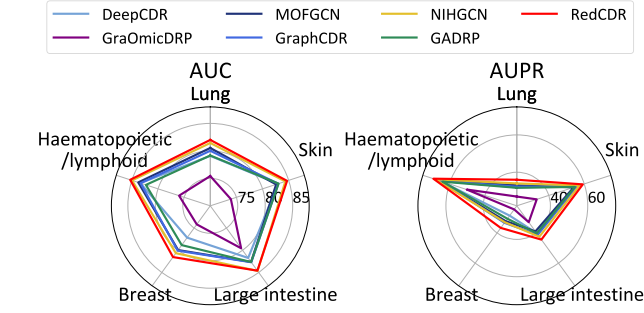 DeepCDR MOFGCN NIHGCN RedCDR
GraOmicDRP GraphCDR GADRP
AUC AUPR
Lung Lung
Haematopoietic
/lymphoid
Skin
75 80 85
Breast Large intestine
Haematopoietic
/lymphoid
Skin
40 60
Breast Large intestine